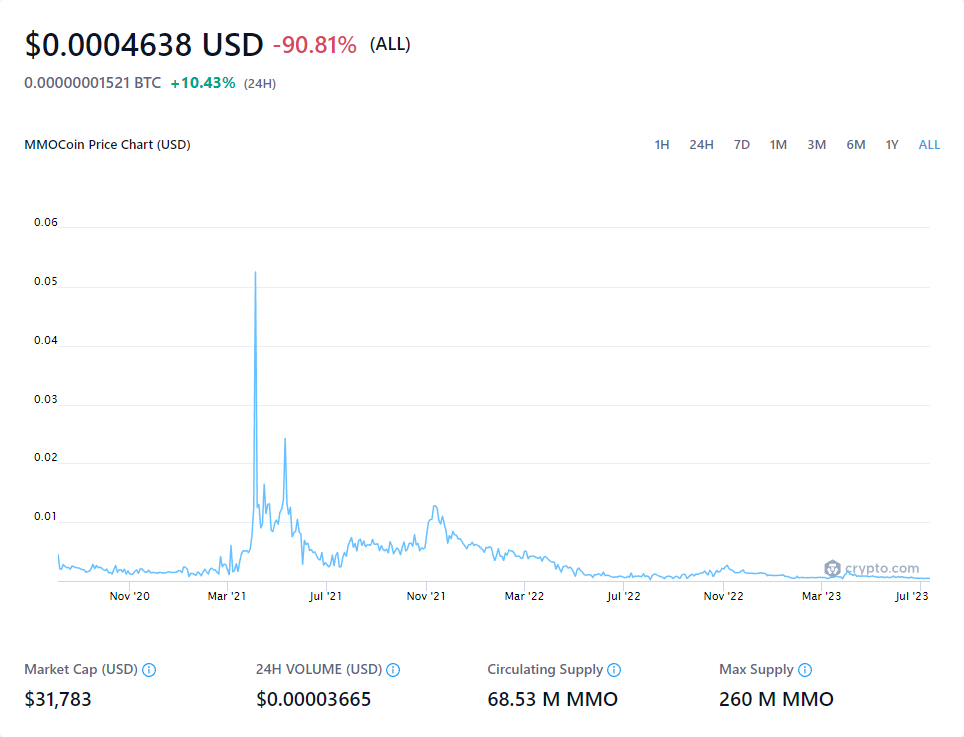 $0.0004638 USD -90.81% (ALL)
0.00000001521 BTC +10.43% (24H)
MMOCoin Price Chart (USD) 1H 24H 7D 1M 3M 6M 1Y ALL
0.06
0.05
0.04
0.03
0.02
0.01
crypto.com
Nov '20 Mar '21 Jul '21 Nov '21 Mar '22 Jul '22 Nov '22 Mar '23 Jul '23
Market Cap (USD) 24H VOLUME (USD) Circulating Supply Max Supply
$31,783 $0.00003665 68.53 M MMO 260 M MMO